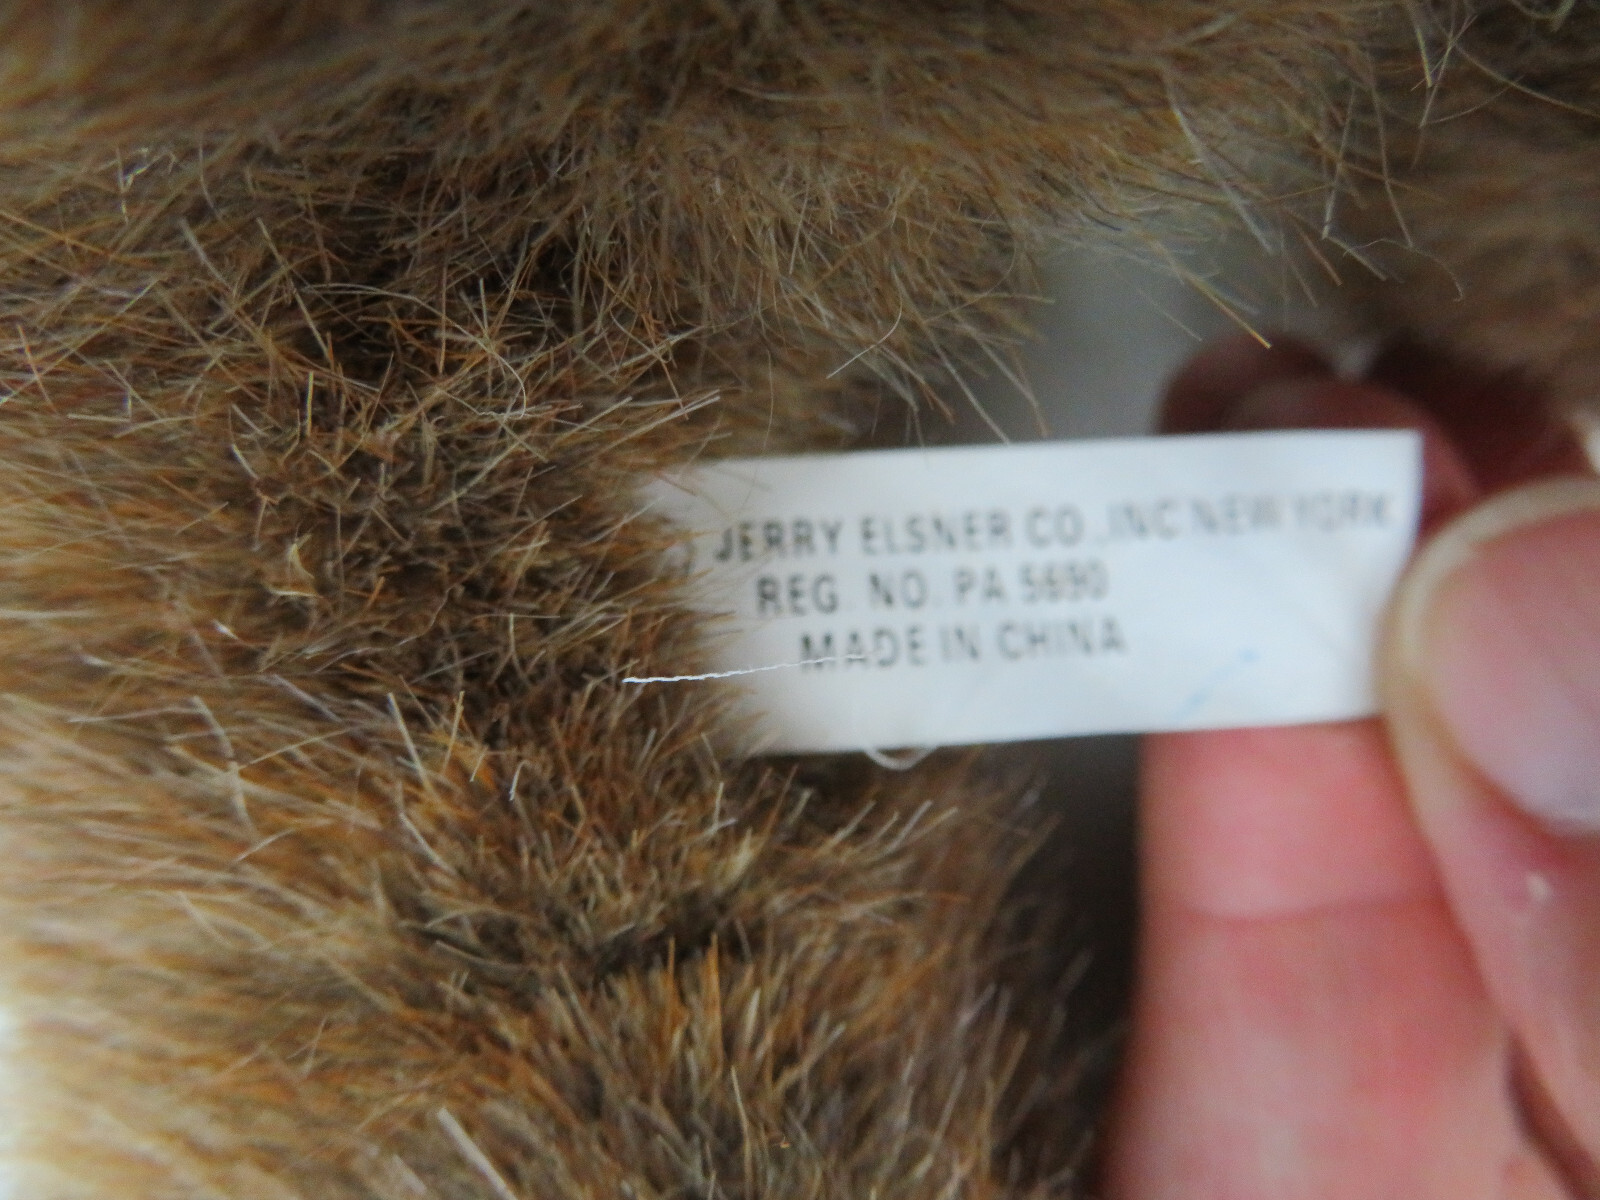 JERRY ELSNER CO.,INC NEW YORK
REG. NO. PA 5690
MADE IN CHINA